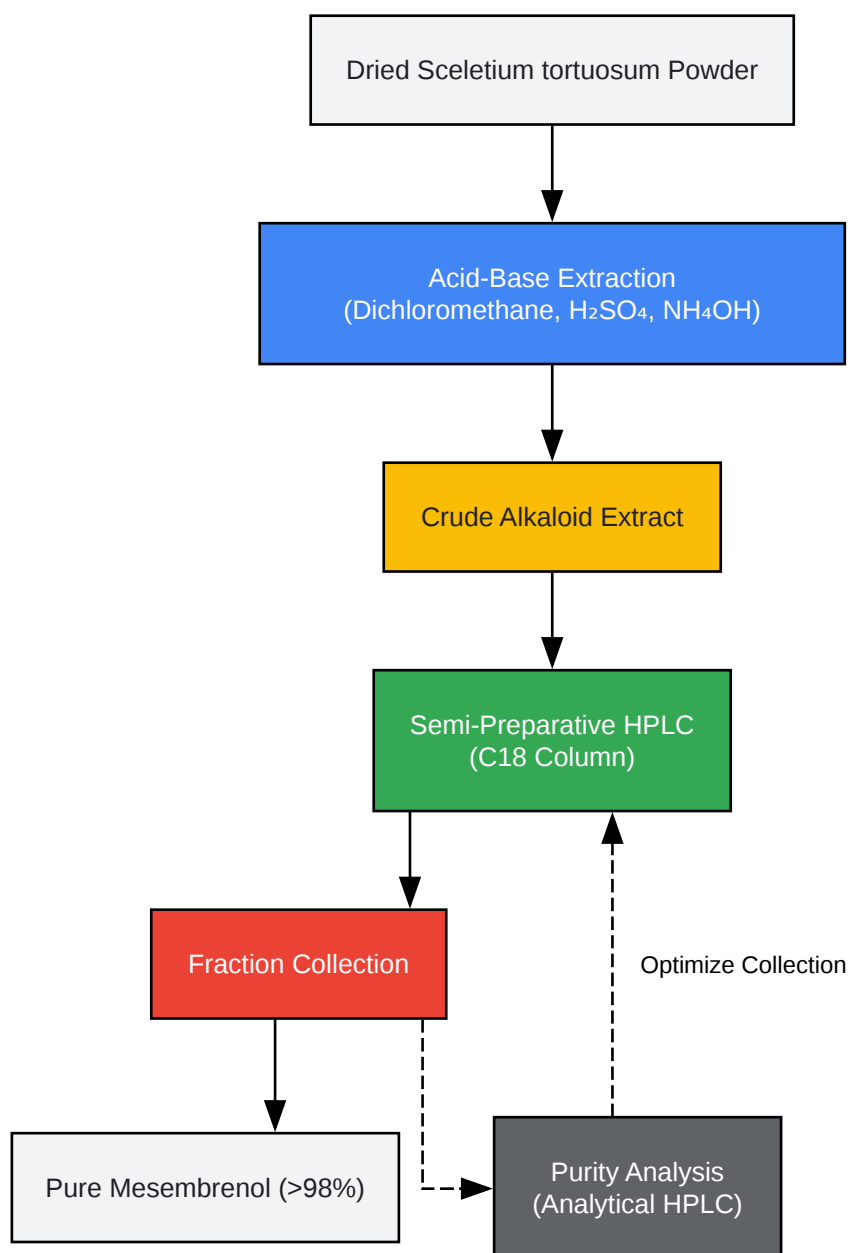 Dried Sceletium tortuosum Powder
Acid-Base Extraction
(Dichloromethane, H₂SO₄, NH₄OH)
Crude Alkaloid Extract
Semi-Preparative HPLC
(C18 Column)
Fraction Collection
Optimize Collection
Pure Mesembrenol (>98%)
Purity Analysis
(Analytical HPLC)